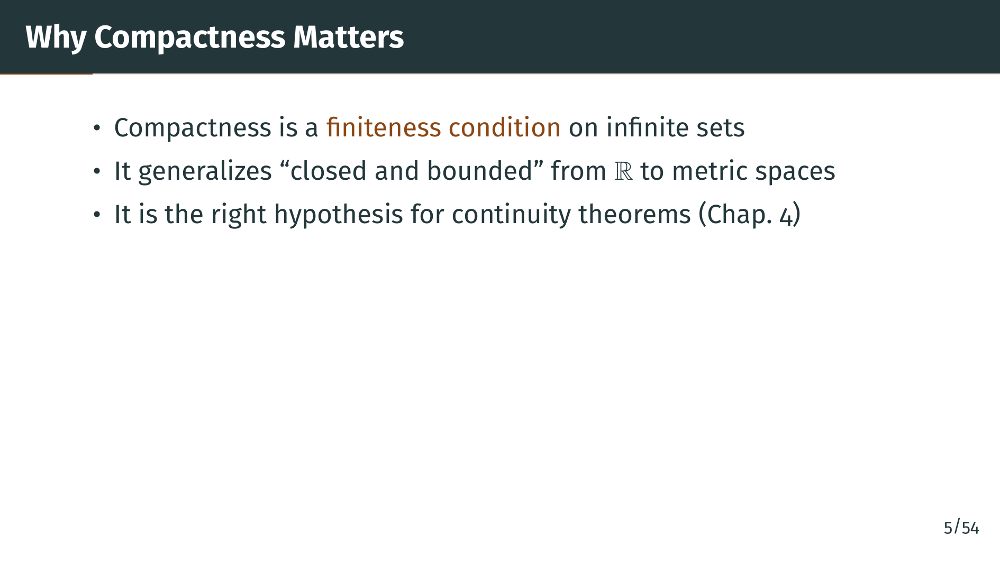 Why Compactness Matters
• Compactness is a finiteness condition on infinite sets
• It generalizes “closed and bounded” from ℝ to metric spaces
• It is the right hypothesis for continuity theorems (Chap. 4)
5/54